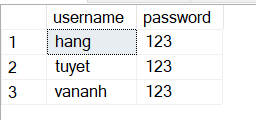 username password
1 hang 123
2 tuyet 123
3 vananh 123